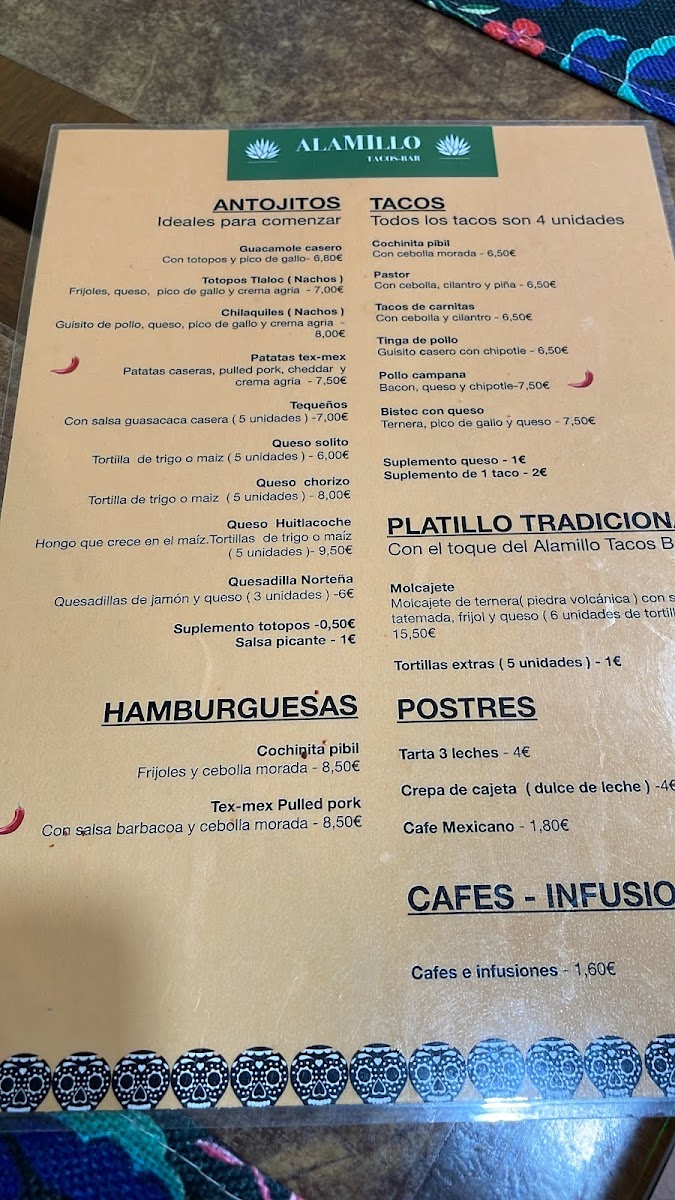 ALAMILLO
TACOS-BAR
ANTOJITOS
Ideales para comenzar
Guacamole casero
Con totopos y pico de gallo- 6,80€
Totopos Tlaloc ( Nachos )
Frijoles, queso, pico de gallo y crema agria - 7,00€
Chilaquiles ( Nachos )
Guisito de pollo, queso, pico de gallo y crema agria -
8,00€
Patatas tex-mex
Patatas caseras, pulled pork, cheddar y
crema agria - 7,50€
Tequeños
Con salsa guasacaca casera ( 5 unidades ) -7,00€
Queso solito
Tortilla de trigo o maiz ( 5 unidades ) - 6,00€
Queso chorizo
Tortilla de trigo o maiz ( 5 unidades ) - 8,00€
Queso Huitlacoche
Hongo que crece en el maíz.Tortillas de trigo o maíz
( 5 unidades )- 9,50€
Quesadilla Norteña
Quesadillas de jamón y queso ( 3 unidades ) -6€
Suplemento totopos -0,50€
Salsa picante - 1€
HAMBURGUESAS
Cochinita pibil
Frijoles y cebolla morada - 8,50€
Tex-mex Pulled pork
Con salsa barbacoa y cebolla morada - 8,50€
TACOS
Todos los tacos son 4 unidades
Cochinita pibil
Con cebolla morada - 6,50€
Pastor
Con cebolla, cilantro y piña - 6,50€
Tacos de carnitas
Con cebolla y cilantro - 6,50€
Tinga de pollo
Guisito casero con chipotle - 6,50€
Pollo campana
Bacon, queso y chipotle-7,50€
Bistec con queso
Ternera, pico de gallo y queso - 7,50€
Suplemento queso - 1€
Suplemento de 1 taco - 2€
PLATILLO TRADICION
Con el toque del Alamillo Tacos B
Molcajete
Molcajete de ternera( piedra volcánica ) con s
tatemada, frijol y queso ( 6 unidades de tortil
15,50€
Tortillas extras ( 5 unidades ) - 1€
POSTRES
Tarta 3 leches - 4€
Crepa de cajeta ( dulce de leche ) -4€
Cafe Mexicano - 1,80€
CAFES - INFUSIO
Cafes e infusiones - 1,60€